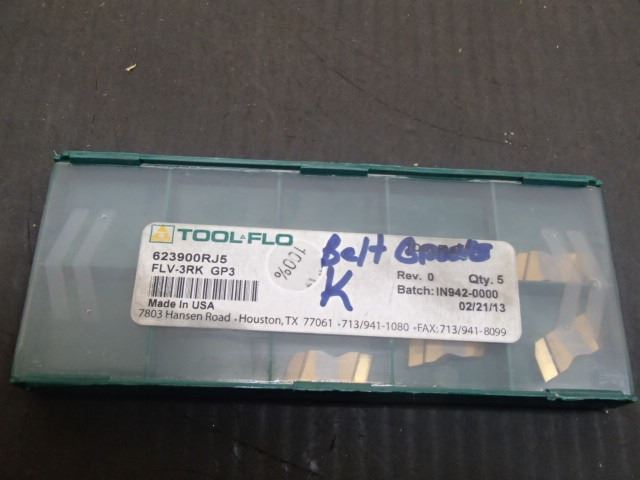 TOOL-FLO
623900RJ5
FLV-3RK GP3
100%
Belt
K
Rev. 0 Qty. 5
Batch: IN942-0000
Made In USA
02/21/13
7803 Hansen Road • Houston, TX 77061 • 713/941-1080 • FAX: 713/941-8099